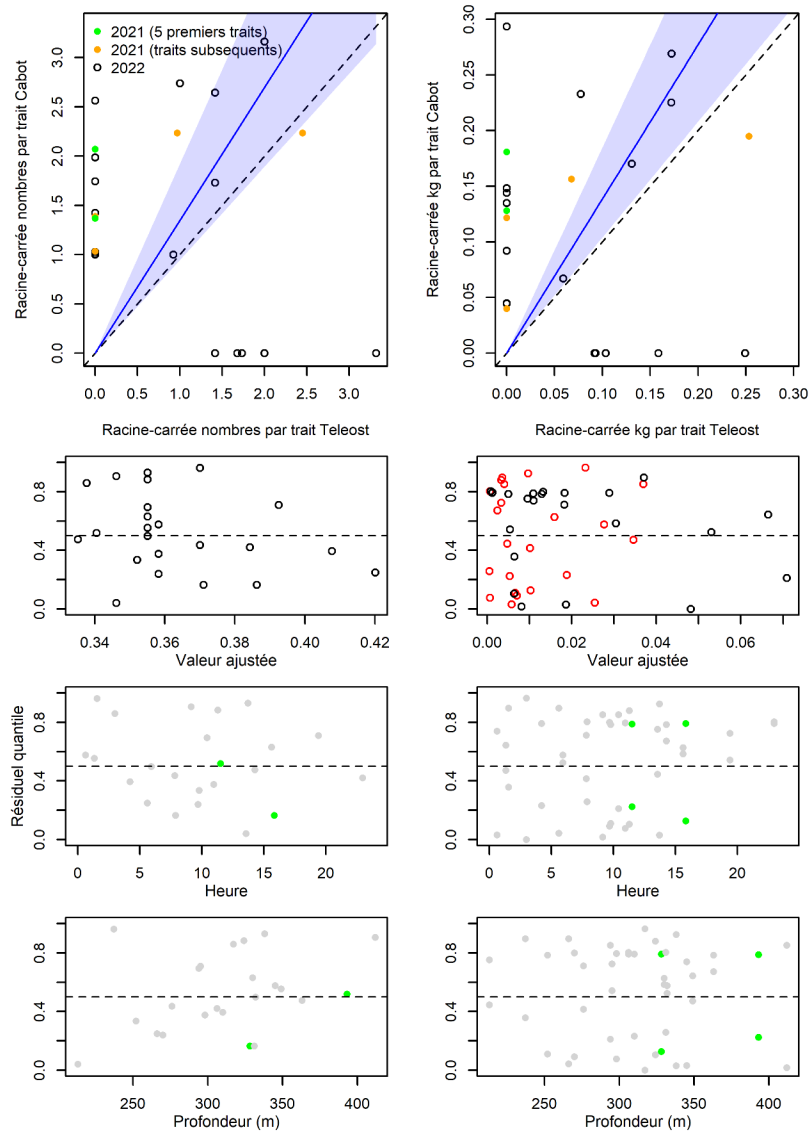 2021 (5 premiers traits)
2021 (traits subsequents)
2022
Racine-carrée nombres par trait Cabot
0.0 0.5 1.0 1.5 2.0 2.5 3.0
0.0 0.5 1.0 1.5 2.0 2.5 3.0
Racine-carrée nombres par trait Teleost
Racine-carrée kg par trait Cabot
0.00 0.05 0.10 0.15 0.20 0.25 0.30
0.00 0.05 0.10 0.15 0.20 0.25 0.30
Racine-carrée kg par trait Teleost
0.0 0.4 0.8
0.34 0.36 0.38 0.40 0.42
Valeur ajustée
0.0 0.4 0.8
0.00 0.02 0.04 0.06
Valeur ajustée
Résiduel quantile
0.0 0.4 0.8
0 5 10 15 20
Heure
0.0 0.4 0.8
0 5 10 15 20
Heure
0.0 0.4 0.8
250 300 350 400
Profondeur (m)
0.0 0.4 0.8
250 300 350 400
Profondeur (m)